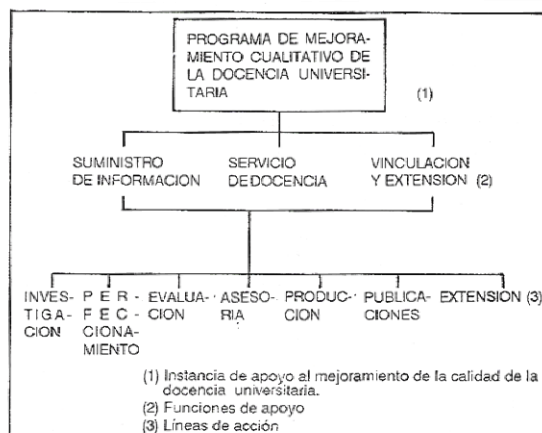 PROGRAMA DE MEJORA-
MIENTO CUALITATIVO DE
LA DOCENCIA UNIVERSI-
TARIA
(1)
SUMINISTRO
DE INFORMACION
SERVICIO
DE DOCENCIA
VINCULACION
Y EXTENSION (2)
INVES-
TIGA-
CION
PER-
FEC-
CIONA-
MIENTO
EVALUA-
CION
ASESO-
RIA
PRODUC-
CION
PUBLICA-
CIONES
EXTENSION (3)
(1) Instancia de apoyo al mejoramiento de la calidad de la
docencia universitaria.
(2) Funciones de apoyo
(3) Líneas de acción